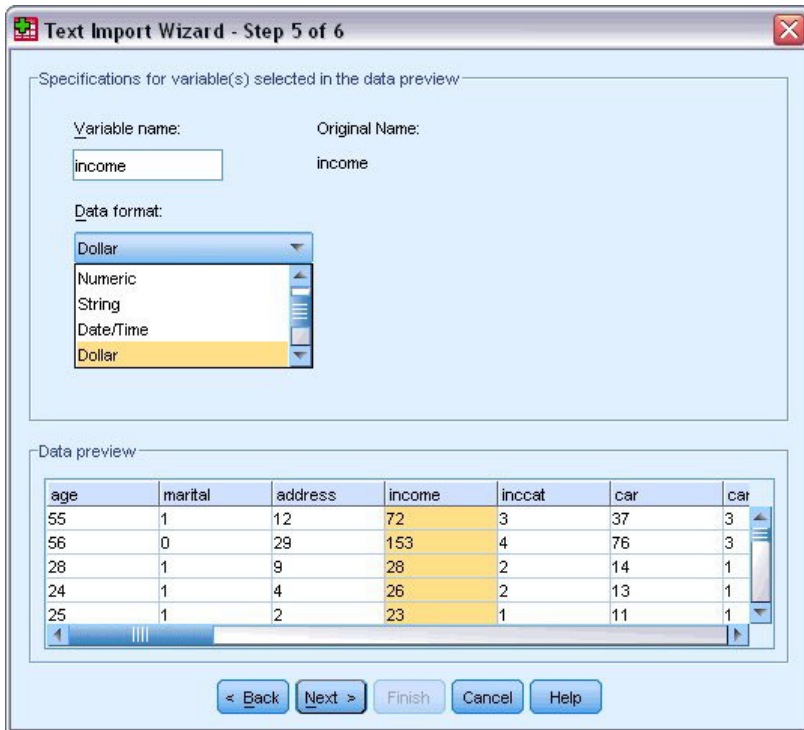 Text Import Wizard - Step 5 of 6
Specifications for variable(s) selected in the data preview
Variable name: Original Name:
income income
Data format:
Dollar
Numeric
String
Date/Time
Dollar
Data preview
age marital address income inccat car car
55 1 12 72 3 37 3
56 0 29 153 4 76 3
28 1 9 28 2 14 1
24 1 4 26 2 13 1
25 1 2 23 1 11 1
< Back Next > Finish Cancel Help